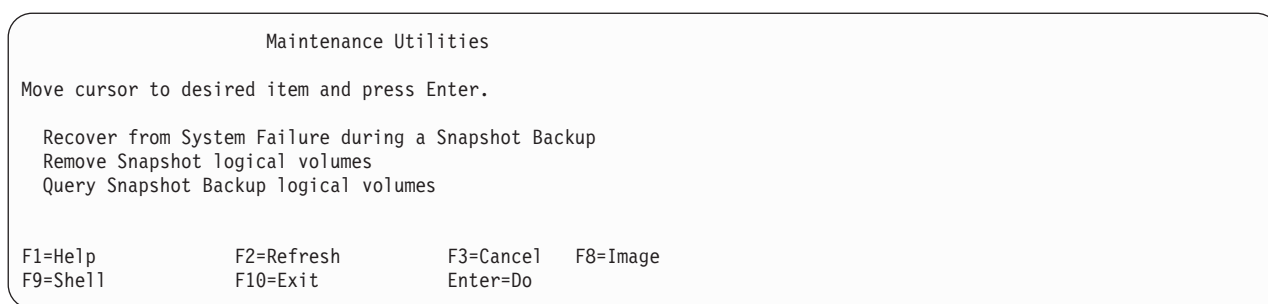 Maintenance Utilities
Move cursor to desired item and press Enter.
Recover from System Failure during a Snapshot Backup
Remove Snapshot logical volumes
Query Snapshot Backup logical volumes
F1=Help F2=Refresh F3=Cancel F8=Image
F9=Shell F10=Exit Enter=Do